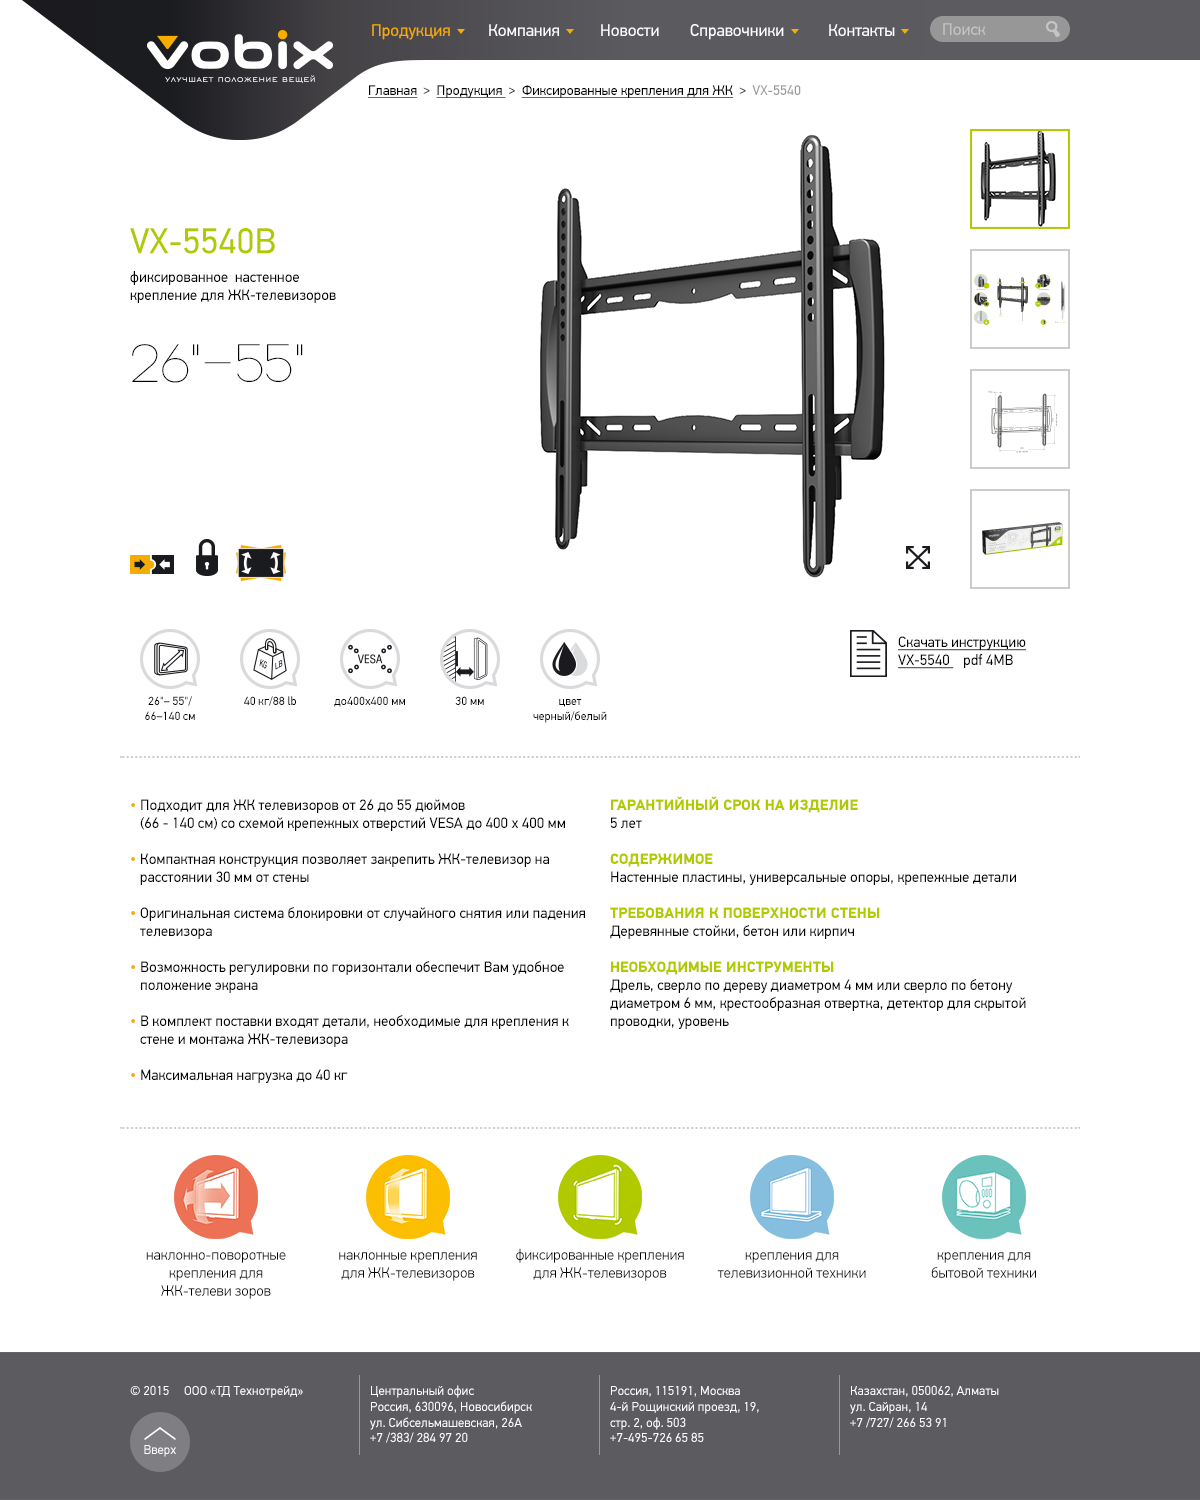 vobix
УЛУЧШАЕТ ПОЛОЖЕНИЕ ВЕЩЕЙ
Продукция
Компания
Новости
Справочники
Контакты
Поиск
Главная > Продукция > Фиксированные крепления для ЖК > VX-5540
VX-5540B
фиксированное настенное
крепление для ЖК-телевизоров
26"–55"
KG LB
VESA
26"– 55"/
66–140 см
40 кг/88 lb
до400х400 мм
30 мм
цвет
черный/белый
Скачать инструкцию
VX-5540 pdf 4MB
• Подходит для ЖК телевизоров от 26 до 55 дюймов
(66 - 140 см) со схемой крепежных отверстий VESA до 400 х 400 мм
• Компактная конструкция позволяет закрепить ЖК-телевизор на
расстоянии 30 мм от стены
• Оригинальная система блокировки от случайного снятия или падения
телевизора
• Возможность регулировки по горизонтали обеспечит Вам удобное
положение экрана
• В комплект поставки входят детали, необходимые для крепления к
стене и монтажа ЖК-телевизора
• Максимальная нагрузка до 40 кг
ГАРАНТИЙНЫЙ СРОК НА ИЗДЕЛИЕ
5 лет
СОДЕРЖИМОЕ
Настенные пластины, универсальные опоры, крепежные детали
ТРЕБОВАНИЯ К ПОВЕРХНОСТИ СТЕНЫ
Деревянные стойки, бетон или кирпич
НЕОБХОДИМЫЕ ИНСТРУМЕНТЫ
Дрель, сверло по дереву диаметром 4 мм или сверло по бетону
диаметром 6 мм, крестообразная отвертка, детектор для скрытой
проводки, уровень
наклонно-поворотные
крепления для
ЖК-телеви зоров
наклонные крепления
для ЖК-телевизоров
фиксированные крепления
для ЖК-телевизоров
крепления для
телевизионной техники
крепления для
бытовой техники
© 2015 ООО «ТД Технотрейд»
Вверх
Центральный офис
Россия, 630096, Новосибирск
ул. Сибсельмашевская, 26А
+7 /383/ 284 97 20
Россия, 115191, Москва
4-й Рощинский проезд, 19,
стр. 2, оф. 503
+7-495-726 65 85
Казахстан, 050062, Алматы
ул. Сайран, 14
+7 /727/ 266 53 91